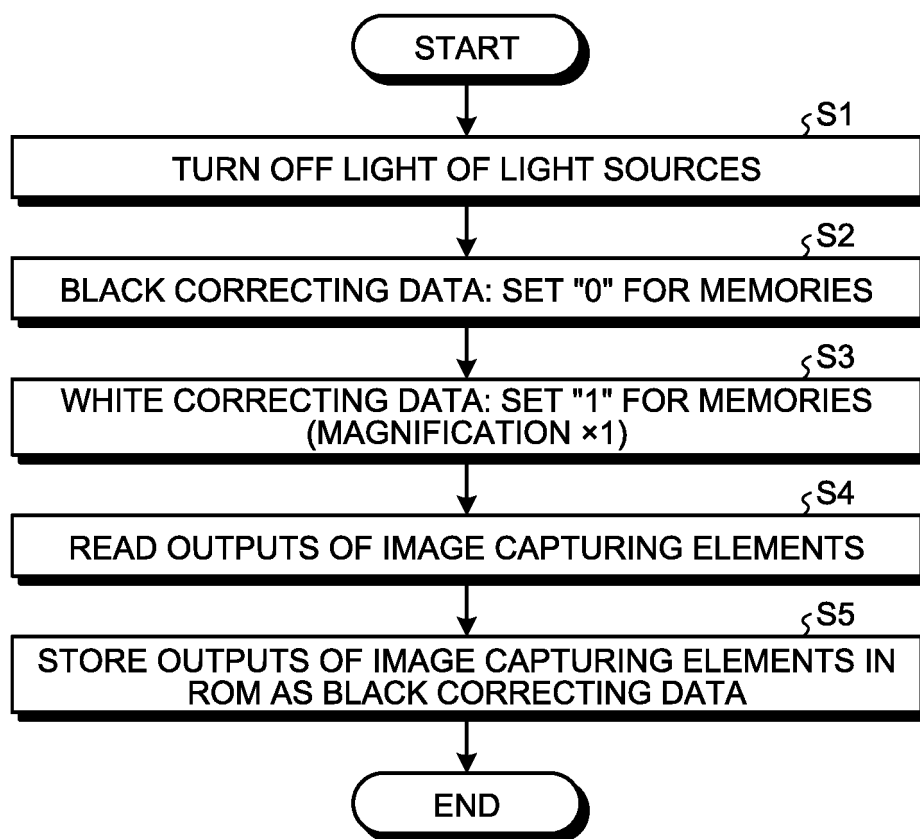 START
S1
TURN OFF LIGHT OF LIGHT SOURCES
S2
BLACK CORRECTING DATA: SET "0" FOR MEMORIES
S3
WHITE CORRECTING DATA: SET "1" FOR MEMORIES
(MAGNIFICATION ×1)
S4
READ OUTPUTS OF IMAGE CAPTURING ELEMENTS
S5
STORE OUTPUTS OF IMAGE CAPTURING ELEMENTS IN
ROM AS BLACK CORRECTING DATA
END